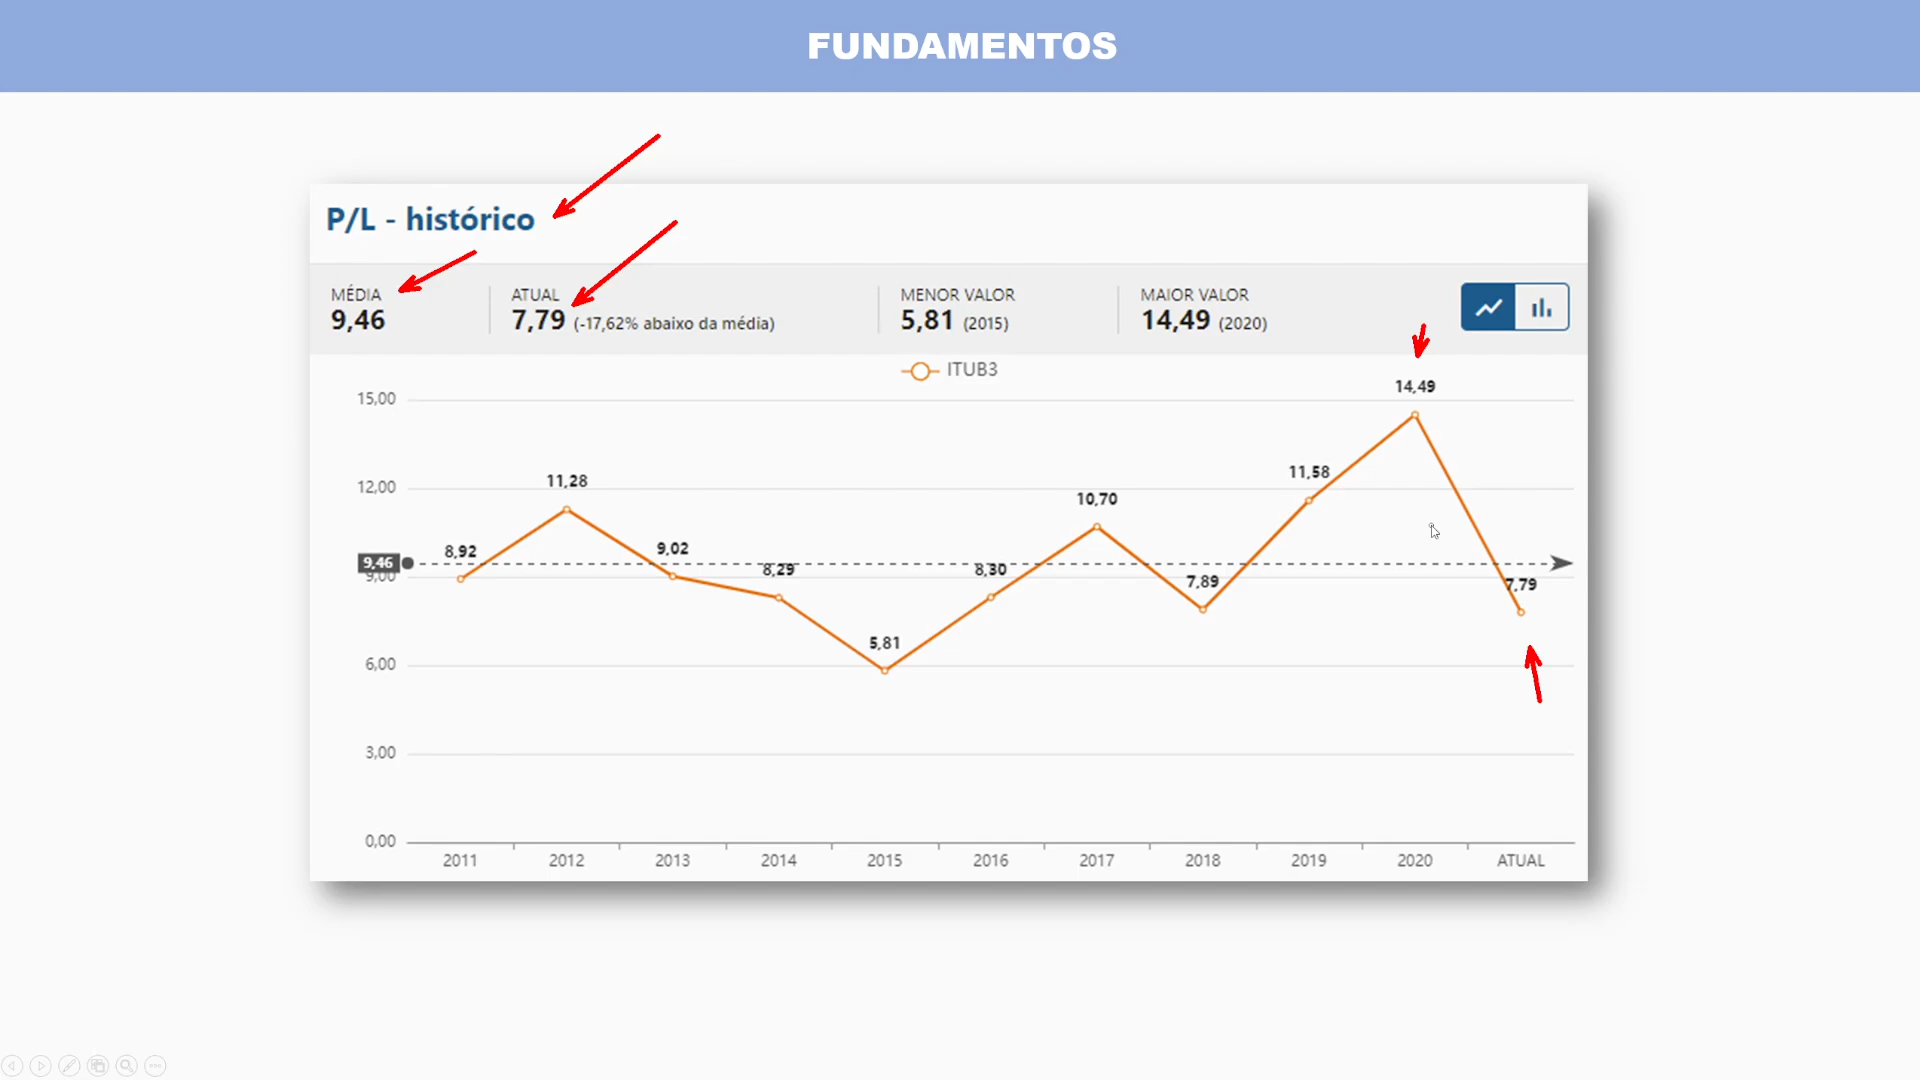 FUNDAMENTOS
P/L - histórico
MÉDIA
9,46
ATUAL
7,79 (-17,62% abaixo da média)
MENOR VALOR
5,81 (2015)
MAIOR VALOR
14,49 (2020)
ITUB3
15,00
12,00
9,46
9,00
6,00
3,00
0,00
8,92
11,28
9,02
8,29
5,81
8,30
10,70
7,89
11,58
14,49
7,79
2011 2012 2013 2014 2015 2016 2017 2018 2019 2020 ATUAL